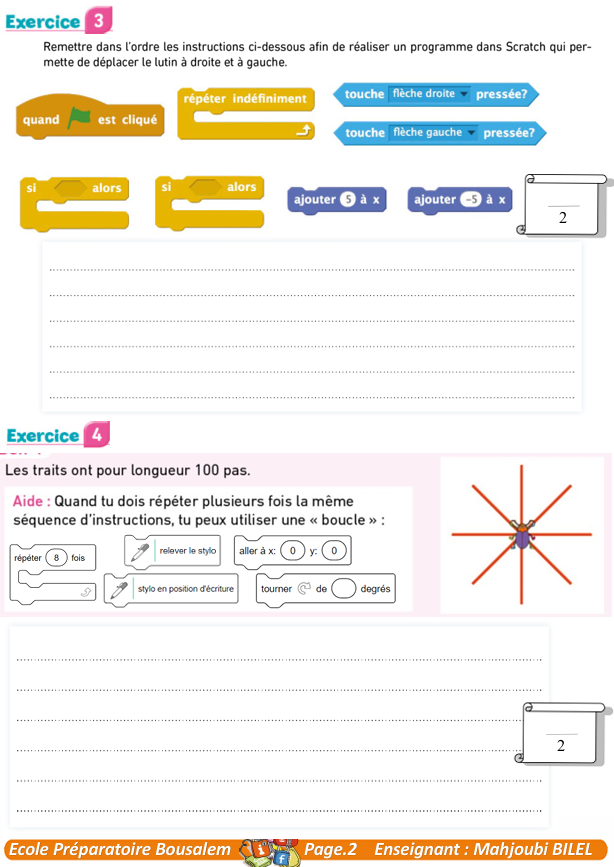 Exercice 3
Remettre dans l'ordre les instructions ci-dessous afin de réaliser un programme dans Scratch qui per-
mette de déplacer le lutin à droite et à gauche.
quand est cliqué
répéter indéfiniment
touche flèche droite pressée?
touche flèche gauche pressée?
si alors
si alors
ajouter 5 à x
ajouter -5 à x
2
Exercice 4
Les traits ont pour longueur 100 pas.
Aide : Quand tu dois répéter plusieurs fois la même
séquence d'instructions, tu peux utiliser une « boucle » :
répéter 8 fois
relever le stylo
aller à x: 0 y: 0
stylo en position d'écriture
tourner de degrés
2
Ecole Préparatoire Bousalem Page.2 Enseignant : Mahjoubi BILEL